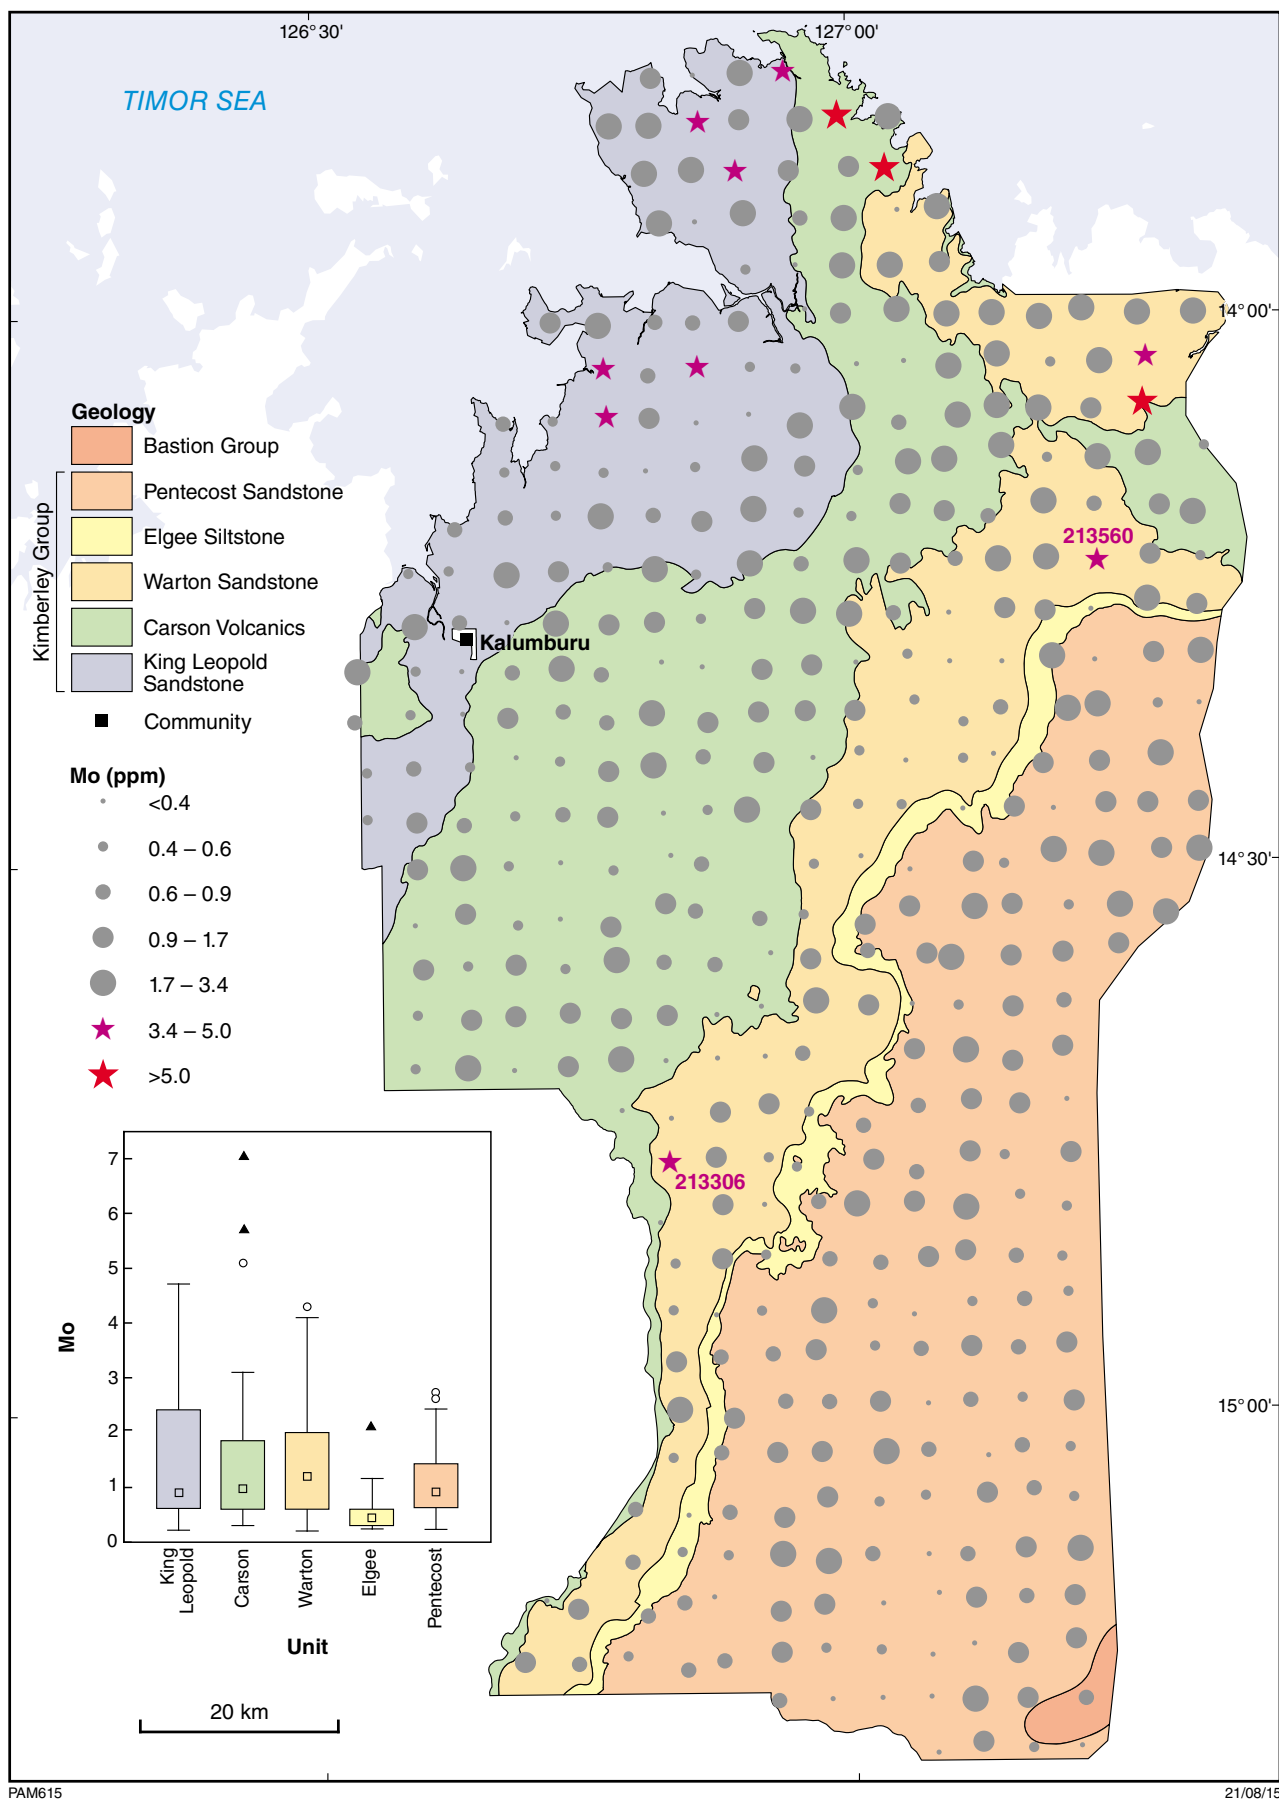 126°30'
127°00'
TIMOR SEA
14°00'
Geology
Bastion Group
Pentecost Sandstone
Elgee Siltstone
Warton Sandstone
Carson Volcanics
King Leopold
Sandstone
Kimberley Group
Community
213560
Kalumburu
Mo (ppm)
<0.4
0.4 – 0.6
0.6 – 0.9
0.9 – 1.7
1.7 – 3.4
3.4 – 5.0
>5.0
14°30'
213306
7
6
5
4
3
2
1
0
Mo
King
Leopold
Carson
Warton
Elgee
Pentecost
Unit
15°00'
20 km
PAM615
21/08/15